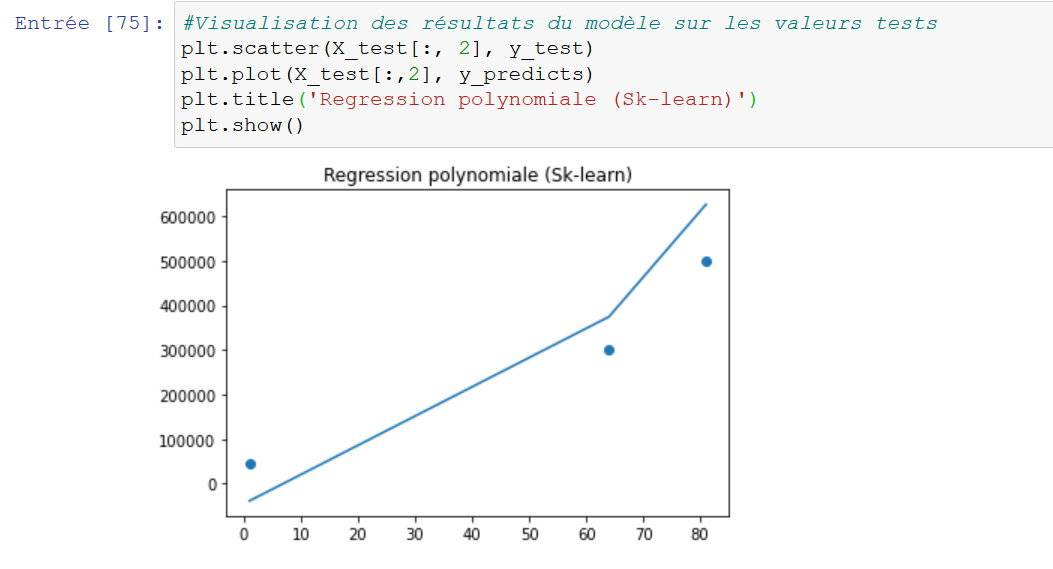 Entrée [75]: #Visualisation des résultats du modèle sur les valeurs tests
plt.scatter(X_test[:, 2], y_test)
plt.plot(X_test[:,2], y_predicts)
plt.title('Regression polynomiale (Sk-learn)')
plt.show()
Regression polynomiale (Sk-learn)
600000
500000
400000
300000
200000
100000
0
0 10 20 30 40 50 60 70 80